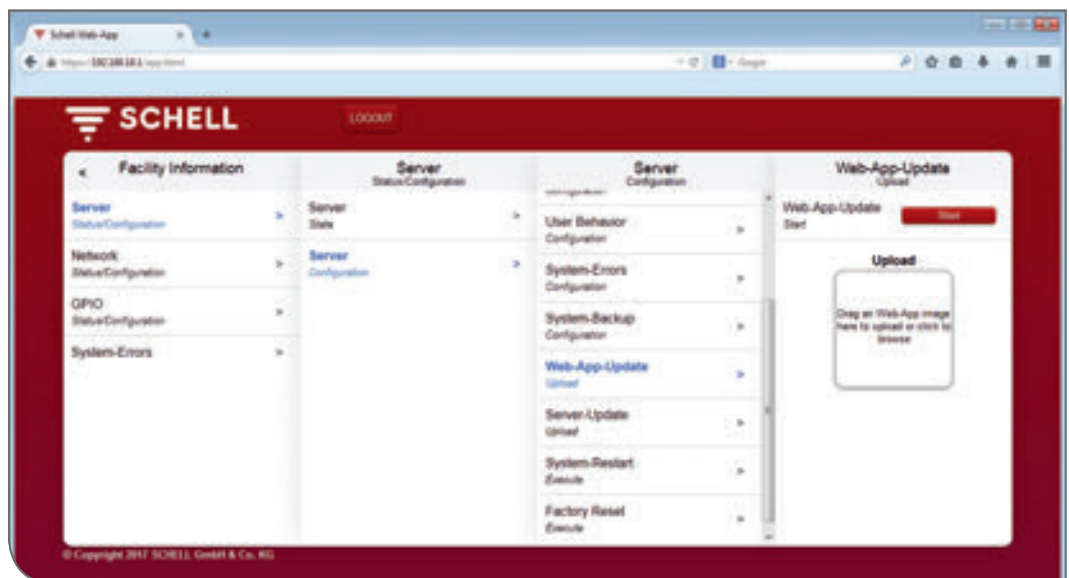 Schell Web-App
Google
SCHELL
LOGOUT
< Facility Information
Server
Status/Configuration
Server
Configuration
Web-App-Update
Upload
Server >
Status/Configuration
Network >
Status/Configuration
GPIO >
Status/Configuration
System-Errors >
Server >
State
Server >
Configuration
User Behavior >
Configuration
System-Errors >
Configuration
System-Backup >
Configuration
Web-App-Update >
Upload
Server-Update >
Upload
System-Restart >
Execute
Factory Reset >
Execute
Web-App-Update
Start
Start
Upload
Drag an Web-App image
here to upload or click to
browse
© Copyright 2017 SCHELL GmbH & Co. KG